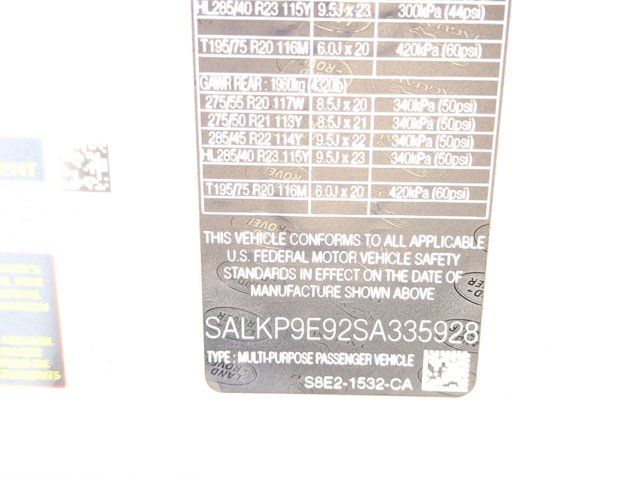 HL285/40 R23 115Y 9.5J x 23 300kPa (44psi)
T195/75 R20 116M 6.0J x 20 420kPa (60psi)
GAWR REAR : 1960kg (4320lb)
275/55 R20 117W 8.5J x 20 340kPa (50psi)
275/50 R21 113Y 8.5J x 21 340kPa (50psi)
285/45 R22 114Y 9.5J x 22 340kPa (50psi)
HL285/40 R23 115Y 9.5J x 23 340kPa (50psi)
T195/75 R20 116M 6.0J x 20 420kPa (60psi)
THIS VEHICLE CONFORMS TO ALL APPLICABLE
U.S. FEDERAL MOTOR VEHICLE SAFETY
STANDARDS IN EFFECT ON THE DATE OF
MANUFACTURE SHOWN ABOVE
SALKP9E92SA335928
TYPE : MULTI-PURPOSE PASSENGER VEHICLE
S8E2-1532-CA
LAND
ROVER